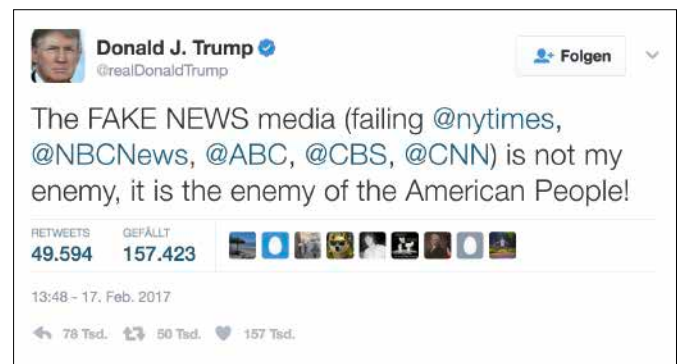 Donald J. Trump
@realDonaldTrump
Folgen
The FAKE NEWS media (failing @nytimes,
@NBCNews, @ABC, @CBS, @CNN) is not my
enemy, it is the enemy of the American People!
RETWEETS GEFÄLLT
49.594 157.423
13:48 - 17. Feb. 2017
78 Tsd. 50 Tsd. 157 Tsd.